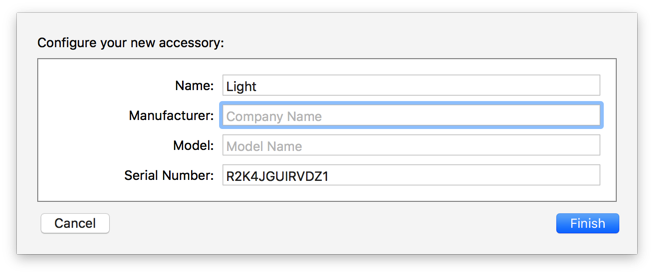 Configure your new accessory:
Name: Light
Manufacturer: Company Name
Model: Model Name
Serial Number: R2K4JGUIRVDZ1
Cancel Finish